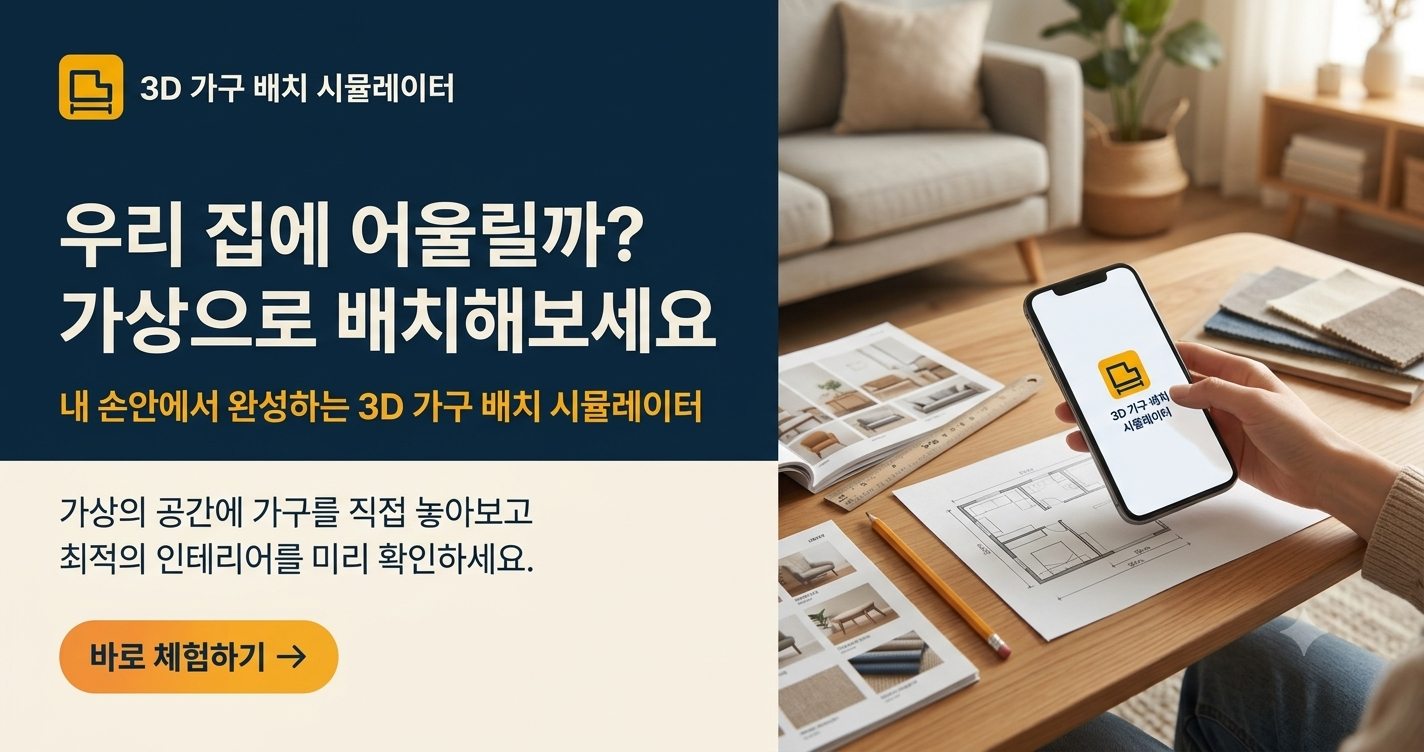 3D 가구 배치 시뮬레이터
우리 집에 어울릴까?
가상으로 배치해보세요
내 손안에서 완성하는 3D 가구 배치 시뮬레이터
가상의 공간에 가구를 직접 놓아보고
최적의 인테리어를 미리 확인하세요.
바로 체험하기 →
3D 가구 배치
시뮬레이터